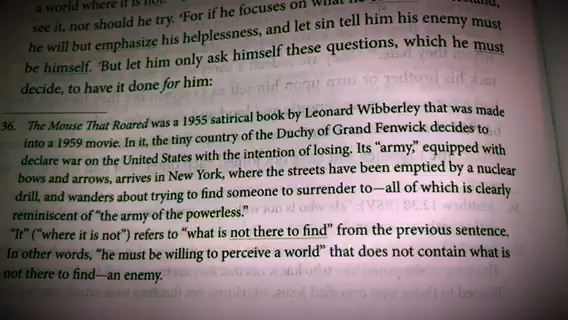 a world where it is not.
see it, nor should he try. ⁷For if he focuses on what
he will but emphasize his helplessness, and let sin tell him his enemy must
be himself. ⁸But let him only ask himself these questions, which he must
decide, to have it done for him:
36. The Mouse That Roared was a 1955 satirical book by Leonard Wibberley that was made
into a 1959 movie. In it, the tiny country of the Duchy of Grand Fenwick decides to
declare war on the United States with the intention of losing. Its “army,” equipped with
bows and arrows, arrives in New York, where the streets have been emptied by a nuclear
drill, and wanders about trying to find someone to surrender to—all of which is clearly
reminiscent of “the army of the powerless.”
“It” (“where it is not”) refers to “what is not there to find” from the previous sentence.
In other words, “he must be willing to perceive a world” that does not contain what is
not there to find—an enemy.